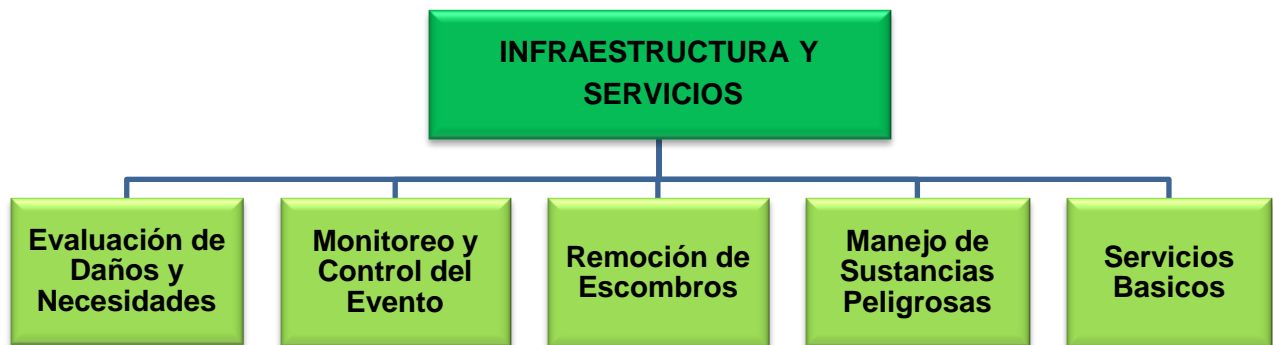 INFRAESTRUCTURA Y
SERVICIOS
Evaluación de
Daños y
Necesidades
Monitoreo y
Control del
Evento
Remoción de
Escombros
Manejo de
Sustancias
Peligrosas
Servicios
Basicos